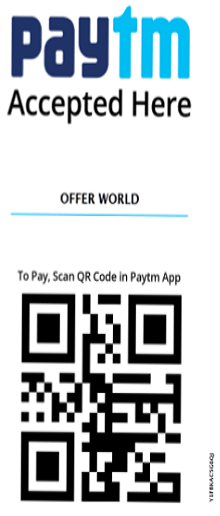 paytm
Accepted Here
OFFER WORLD
To Pay, Scan QR Code in Paytm App